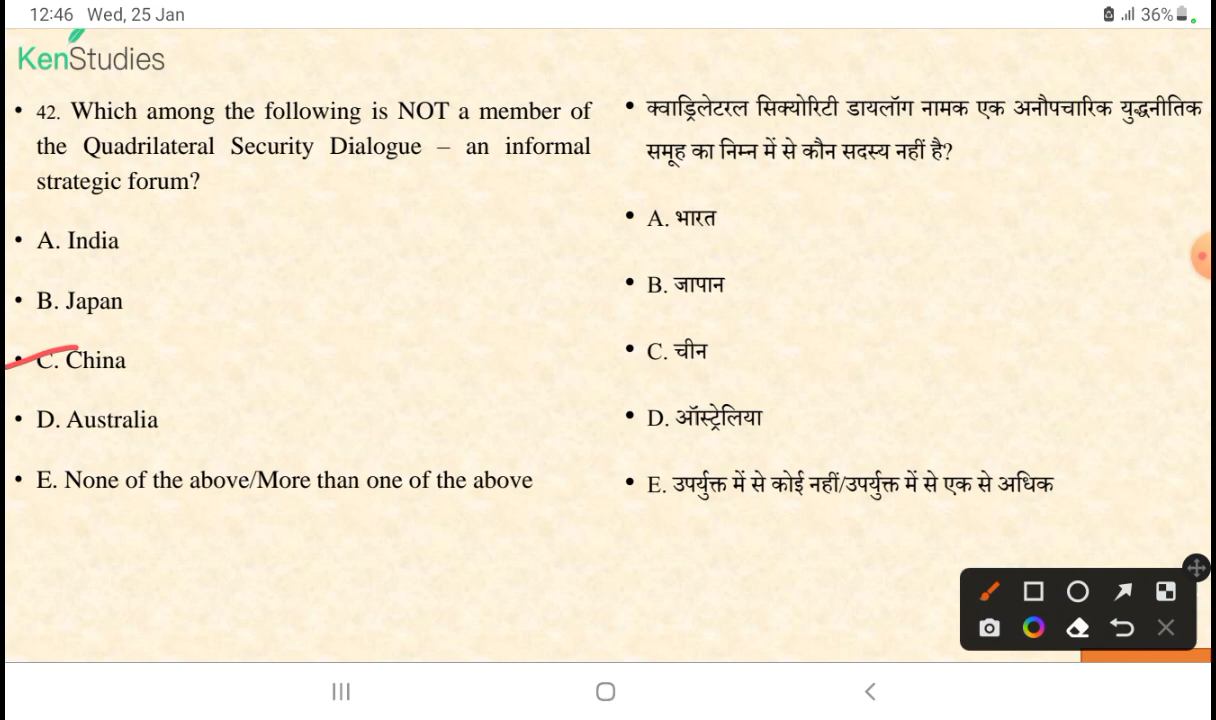 12:46 Wed, 25 Jan
36%
KenStudies
• 42. Which among the following is NOT a member of
the Quadrilateral Security Dialogue – an informal
strategic forum?
• A. India
• B. Japan
• C. China
• D. Australia
• E. None of the above/More than one of the above
• क्वाड्रिलेटरल सिक्योरिटी डायलॉग नामक एक अनौपचारिक युद्धनीतिक
समूह का निम्न में से कौन सदस्य नहीं है?
• A. भारत
• B. जापान
• C. चीन
• D. ऑस्ट्रेलिया
• E. उपर्युक्त में से कोई नहीं/उपर्युक्त में से एक से अधिक